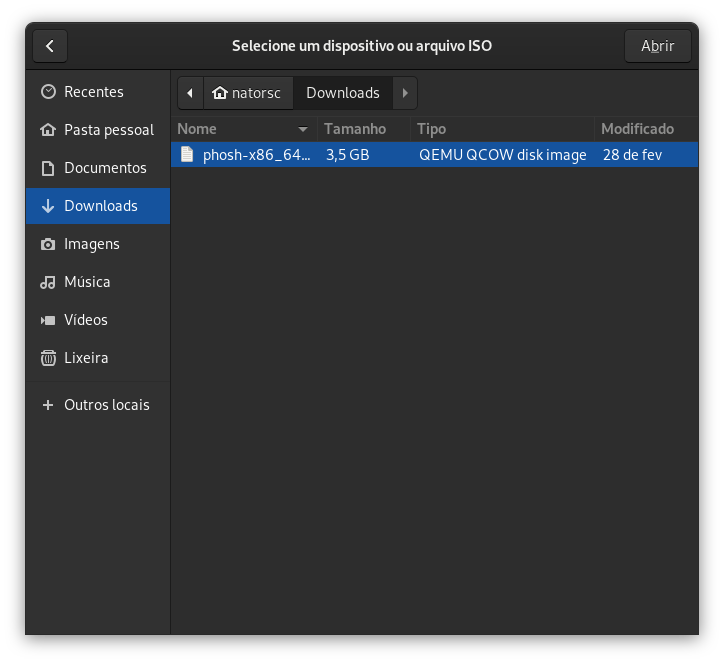 Selecione um dispositivo ou arquivo ISO
Abrir
Recentes
Pasta pessoal
Documentos
Downloads
Imagens
Música
Vídeos
Lixeira
Outros locais
natorsc Downloads
Nome Tamanho Tipo Modificado
phosh-x86_64... 3,5 GB QEMU QCOW disk image 28 de fev